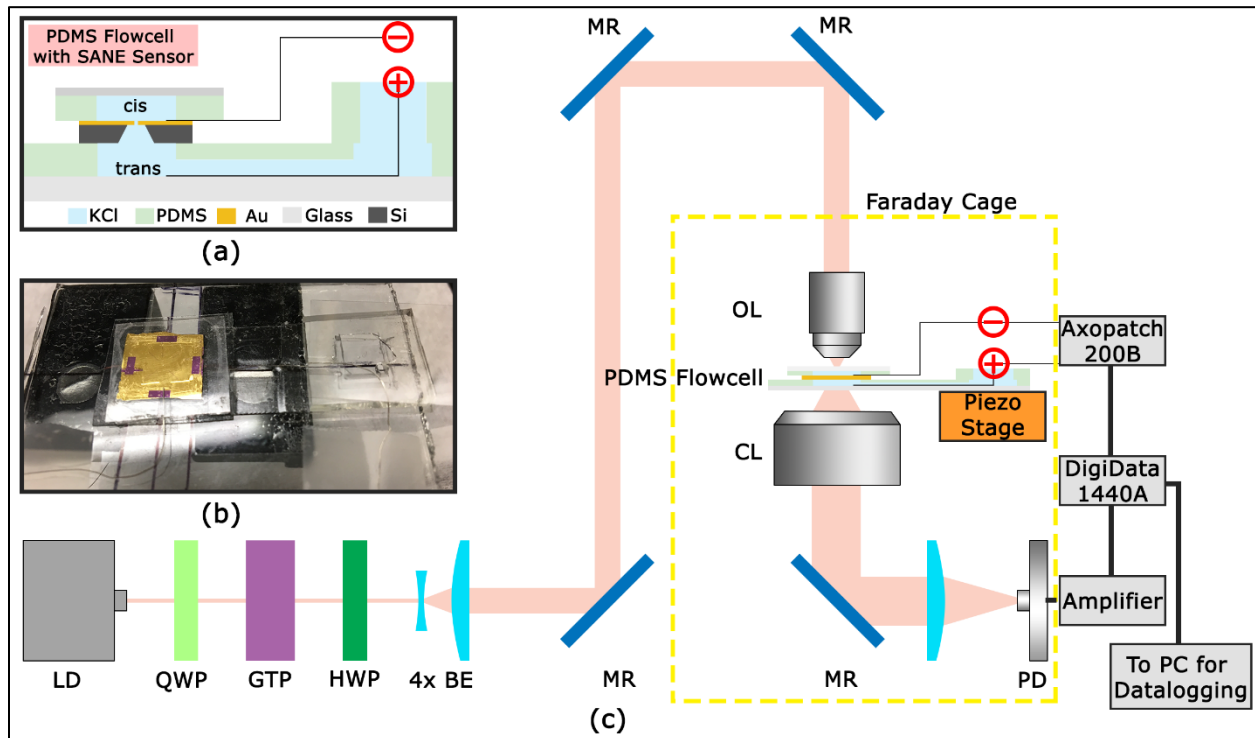 PDMS Flowcell
with SANE Sensor
cis
trans
KCl PDMS Au Glass Si
(a)
(b)
MR MR
Faraday Cage
OL
Axopatch
200B
PDMS Flowcell
Piezo
Stage
CL
DigiData
1440A
Amplifier
LD QWP GTP HWP 4x BE MR MR PD
To PC for
Datalogging
(c)